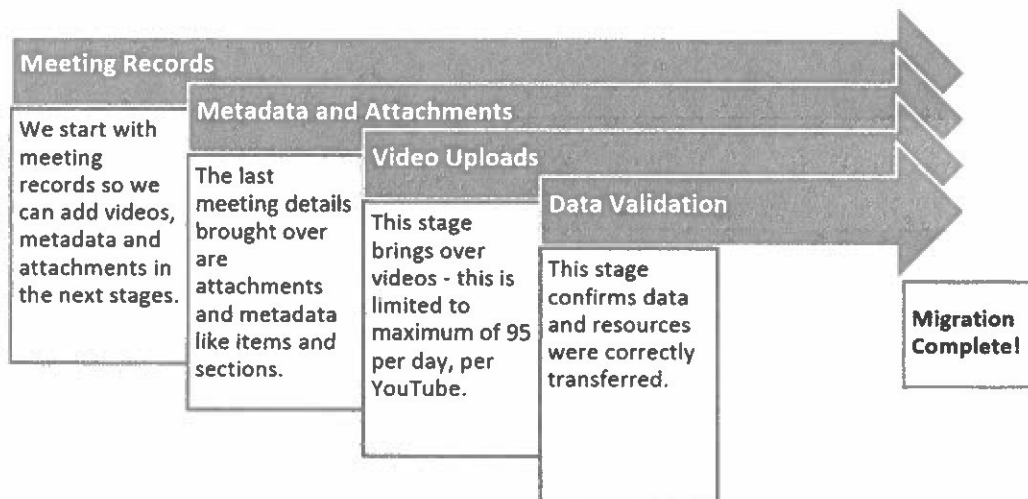 Meeting Records
We start with
meeting
records so we
can add videos,
metadata and
attachments in
the next stages.
Metadata and Attachments
The last
meeting details
brought over
are
attachments
and metadata
like items and
sections.
Video Uploads
This stage
brings over
videos - this is
limited to
maximum of 95
per day, per
YouTube.
Data Validation
This stage
confirms data
and resources
were correctly
transferred.
Migration
Complete!